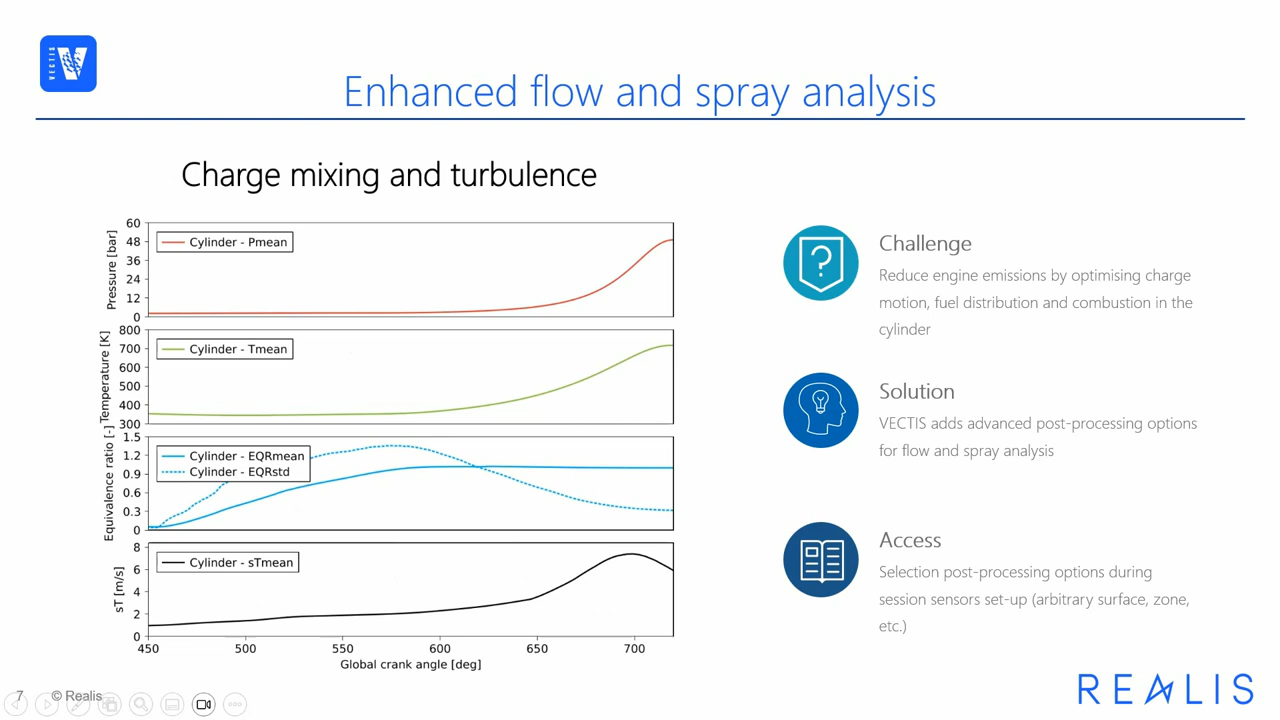 VECTIS
Enhanced flow and spray analysis
Charge mixing and turbulence
Pressure [bar]
60
48
36
24
12
0
Cylinder - Pmean
Temperature [K]
800
700
600
500
400
300
Cylinder - Tmean
Equivalence ratio [-]
1.5
1.2
0.9
0.6
0.3
0
Cylinder - EQRmean
Cylinder - EQRstd
sT [m/s]
8
6
4
2
0
Cylinder - sTmean
450 500 550 600 650 700
Global crank angle [deg]
Challenge
Reduce engine emissions by optimising charge
motion, fuel distribution and combustion in the
cylinder
Solution
VECTIS adds advanced post-processing options
for flow and spray analysis
Access
Selection post-processing options during
session sensors set-up (arbitrary surface, zone,
etc.)
7 © Realis
REALIS